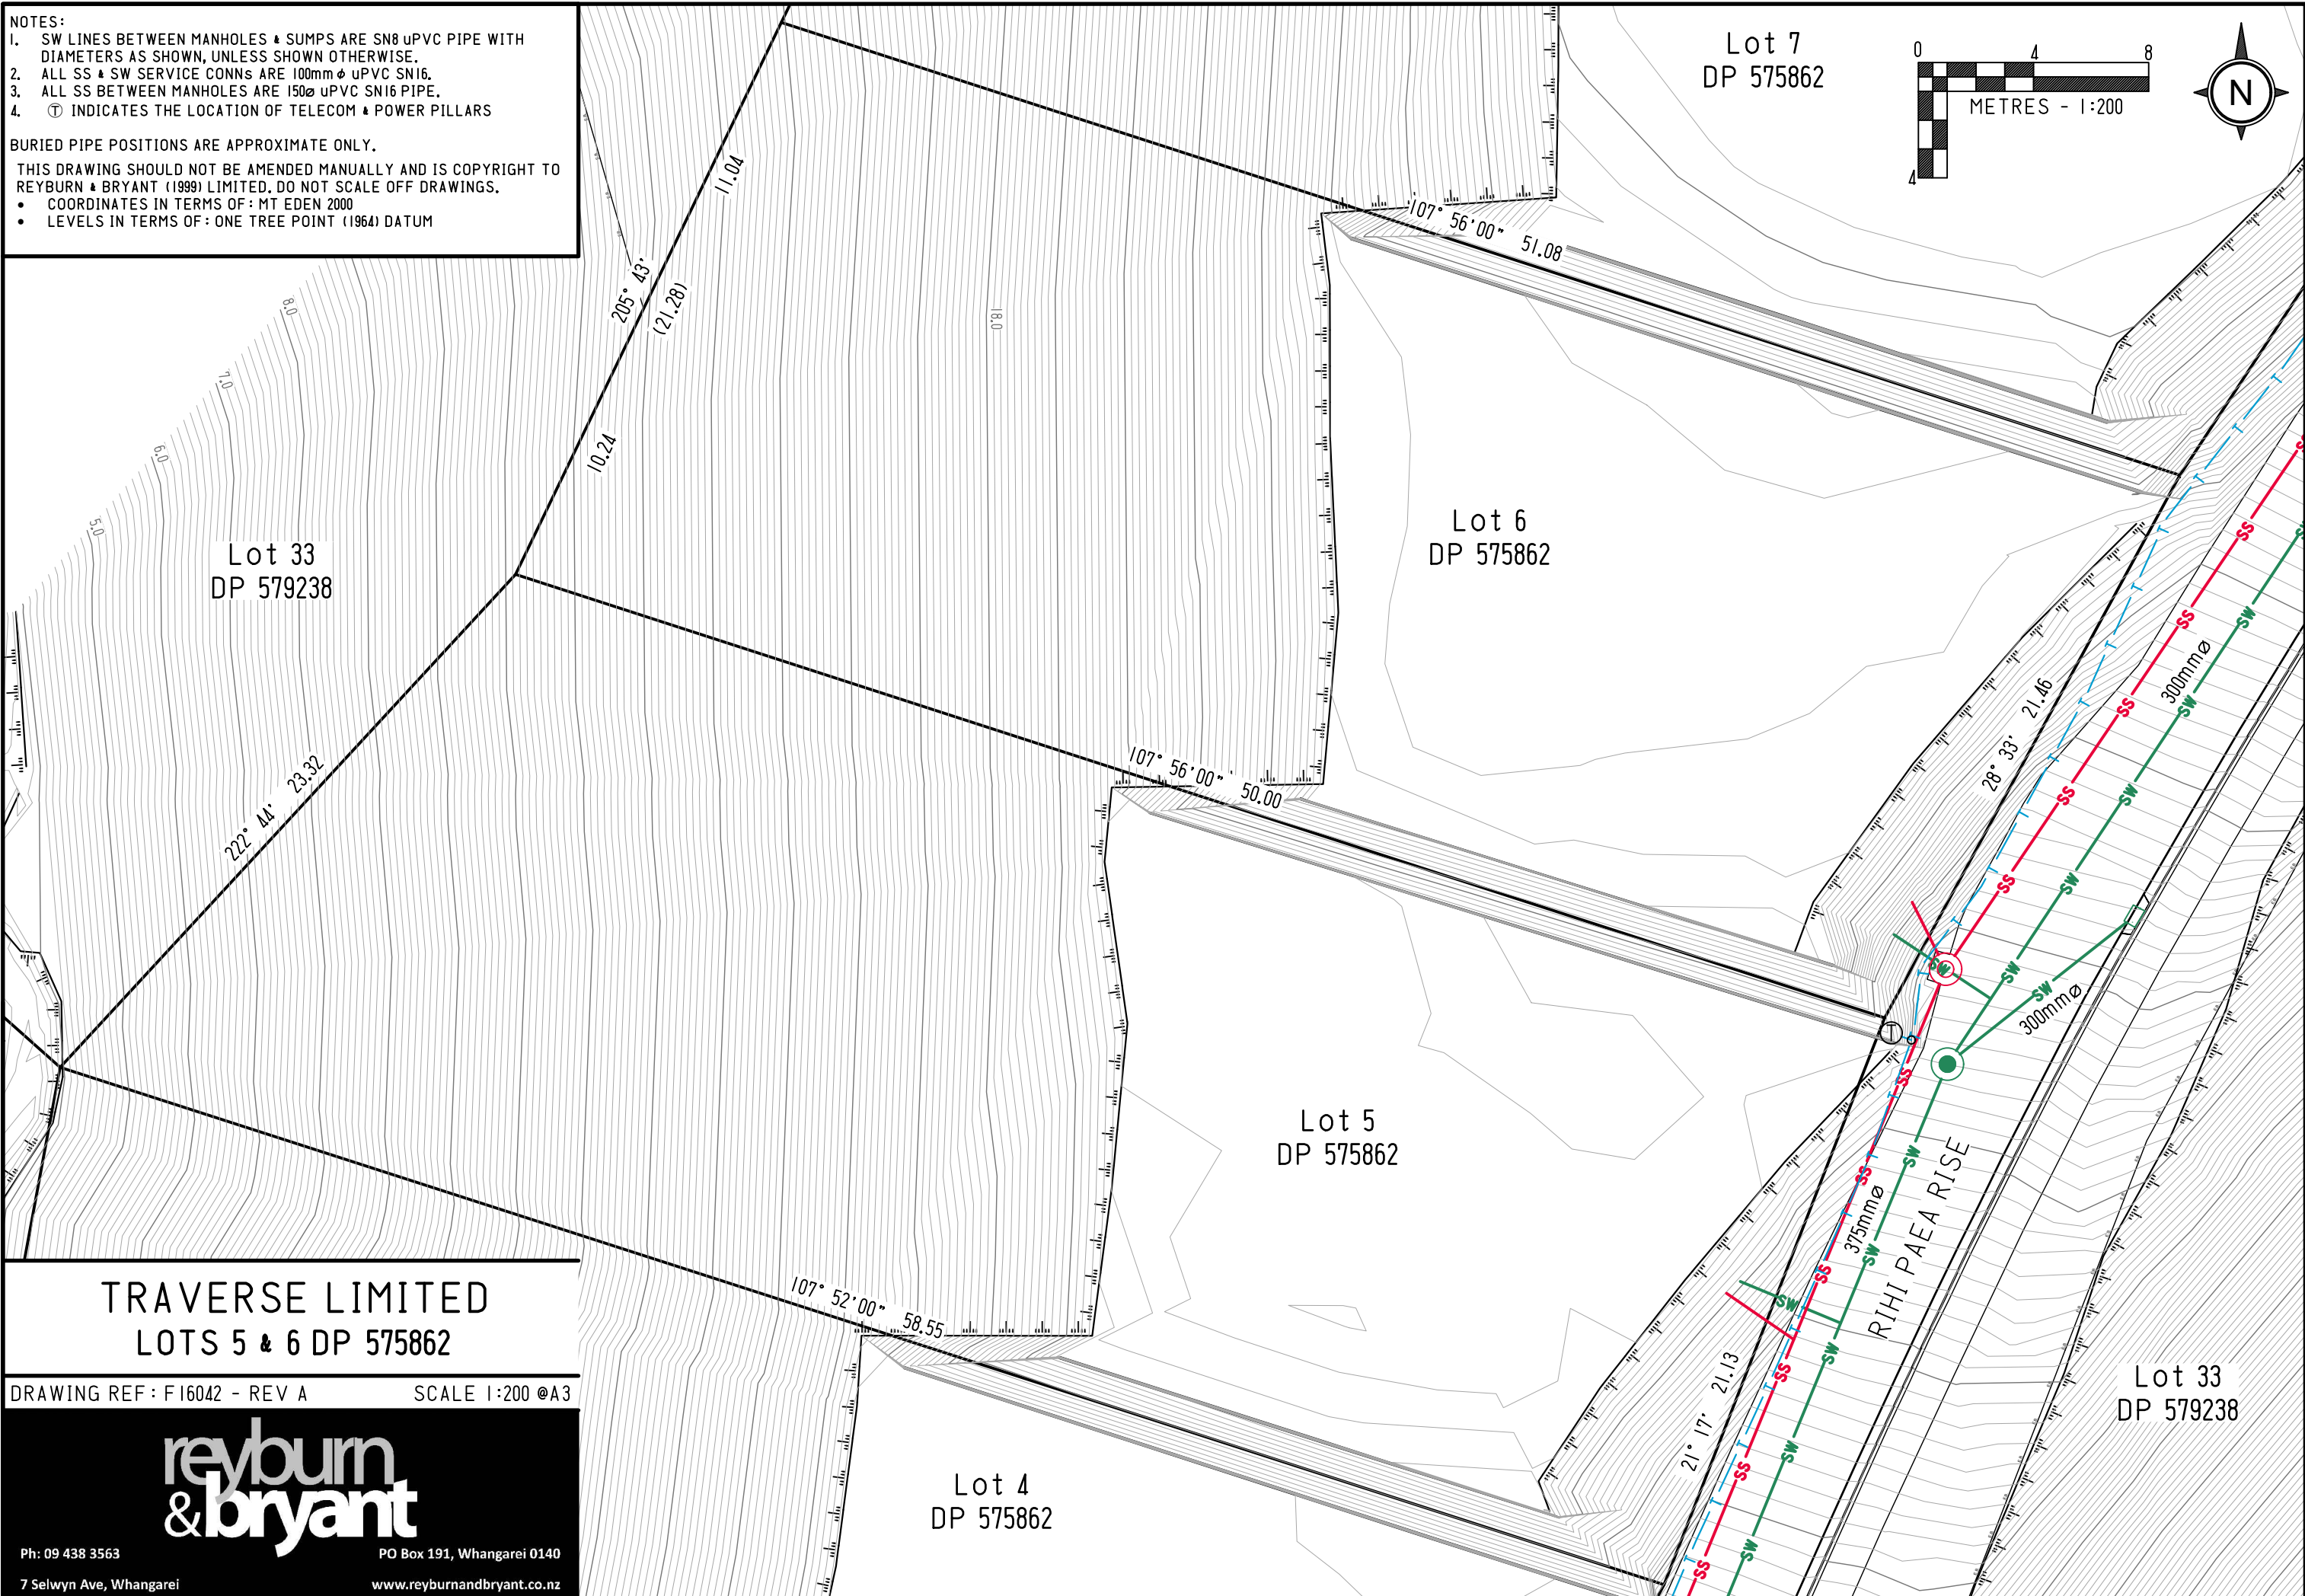 NOTES:
1. SW LINES BETWEEN MANHOLES & SUMPS ARE SN8 uPVC PIPE WITH
DIAMETERS AS SHOWN, UNLESS SHOWN OTHERWISE.
2. ALL SS & SW SERVICE CONNs ARE 100mm ø uPVC SN16.
3. ALL SS BETWEEN MANHOLES ARE 150ø uPVC SN16 PIPE.
4. Ⓣ INDICATES THE LOCATION OF TELECOM & POWER PILLARS
BURIED PIPE POSITIONS ARE APPROXIMATE ONLY.
THIS DRAWING SHOULD NOT BE AMENDED MANUALLY AND IS COPYRIGHT TO
REYBURN & BRYANT (1999) LIMITED. DO NOT SCALE OFF DRAWINGS.
• COORDINATES IN TERMS OF: MT EDEN 2000
• LEVELS IN TERMS OF: ONE TREE POINT (1964) DATUM
Lot 7
DP 575862
0 4 8
METRES - 1:200
4
N
11.04
205° 43'
(21.28)
10.24
107° 56'00" 51.08
8.0
7.0
6.0
5.0
18.0
Lot 33
DP 579238
Lot 6
DP 575862
222° 44' 23.32
107° 56'00" 50.00
28° 33' 21.46
300mmø
300mmø
T
Lot 5
DP 575862
375mmø
RIHI PAEA RISE
107° 52'00" 58.55
21° 17' 21.13
Lot 33
DP 579238
Lot 4
DP 575862
SS
SW
T
TRAVERSE LIMITED
LOTS 5 & 6 DP 575862
DRAWING REF: F16042 - REV A SCALE 1:200 @A3
reyburn
&bryant
Ph: 09 438 3563 PO Box 191, Whangarei 0140
7 Selwyn Ave, Whangarei www.reyburnandbryant.co.nz